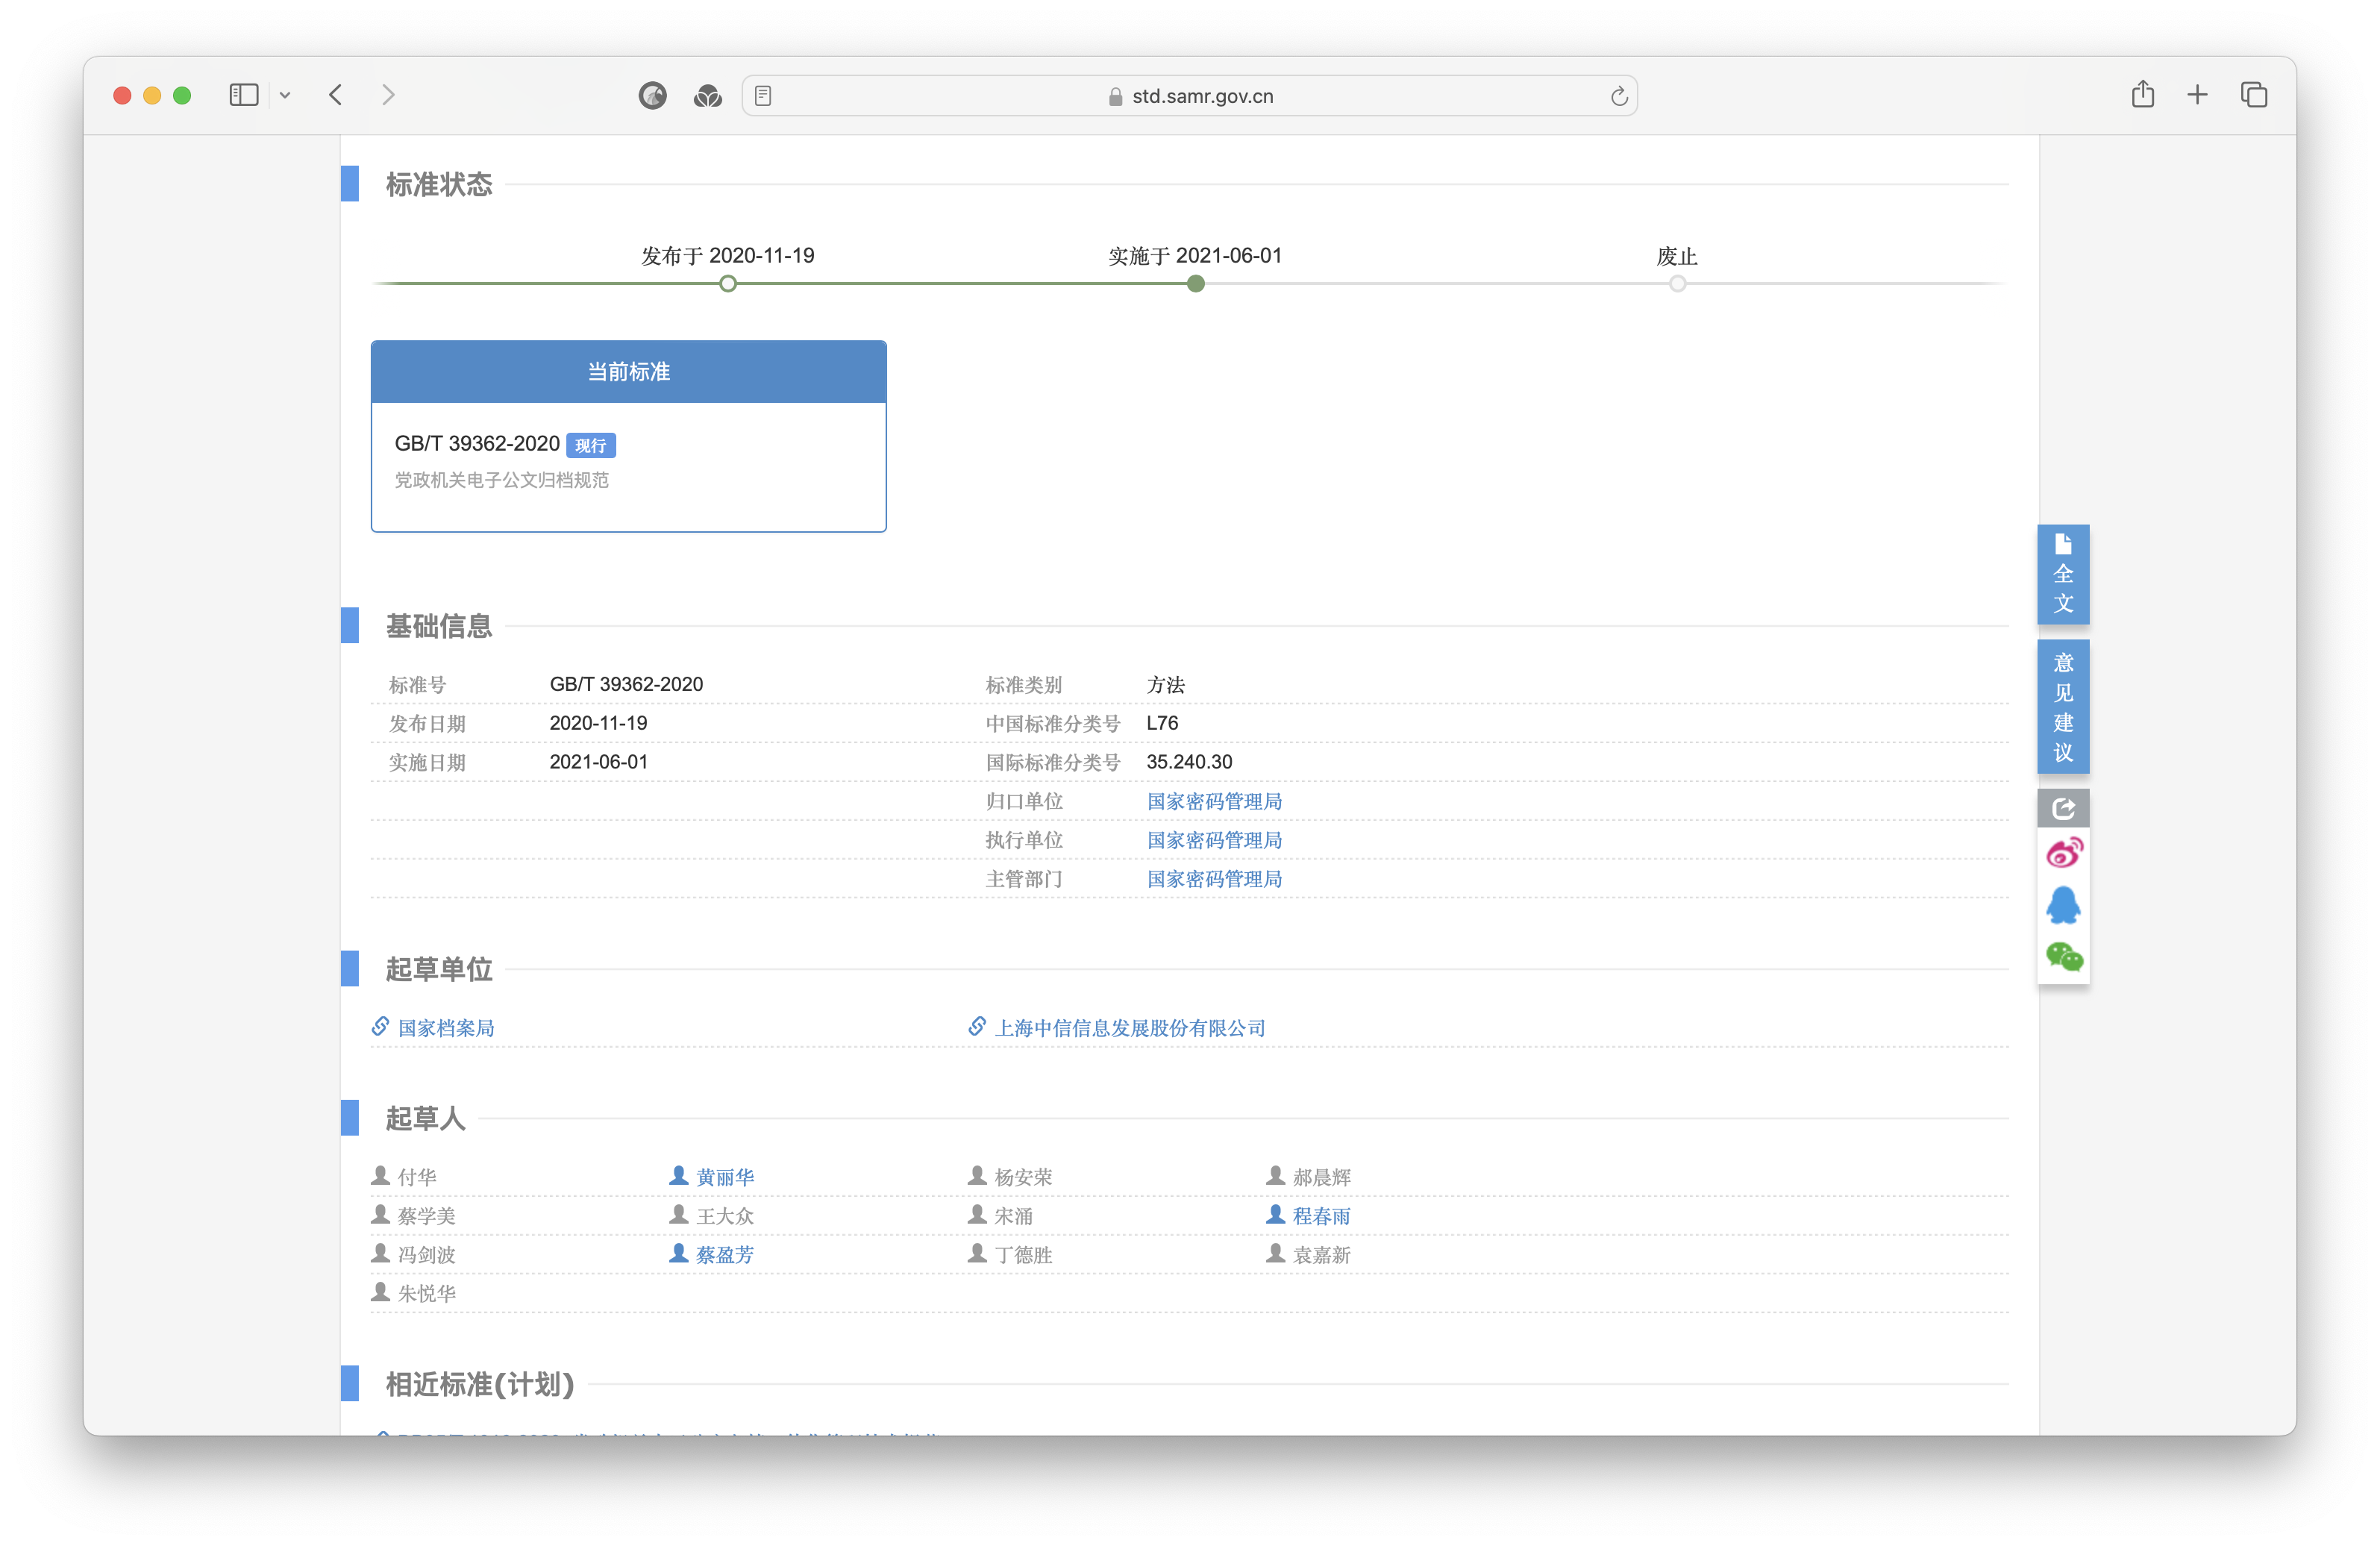 std.samr.gov.cn
标准状态
发布于 2020-11-19
实施于 2021-06-01
废止
当前标准
GB/T 39362-2020 现行
党政机关电子公文归档规范
全文
意见建议
基础信息
标准号 GB/T 39362-2020 标准类别 方法
发布日期 2020-11-19 中国标准分类号 L76
实施日期 2021-06-01 国际标准分类号 35.240.30
归口单位 国家密码管理局
执行单位 国家密码管理局
主管部门 国家密码管理局
起草单位
国家档案局 上海中信信息发展股份有限公司
起草人
付华 黄丽华 杨安荣 郝晨辉
蔡学美 王大众 宋涌 程春雨
冯剑波 蔡盈芳 丁德胜 袁嘉新
朱悦华
相近标准(计划)